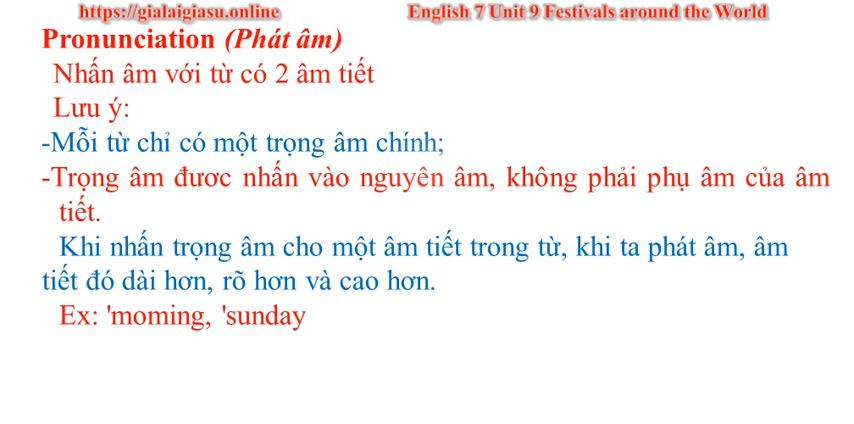 https://gialaigiasu.online English 7 Unit 9 Festivals around the World
Pronunciation (Phát âm)
Nhấn âm với từ có 2 âm tiết
Lưu ý:
-Mỗi từ chỉ có một trọng âm chính;
-Trọng âm đươc nhấn vào nguyên âm, không phải phụ âm của âm
tiết.
Khi nhấn trọng âm cho một âm tiết trong từ, khi ta phát âm, âm
tiết đó dài hơn, rõ hơn và cao hơn.
Ex: 'moming, 'sunday